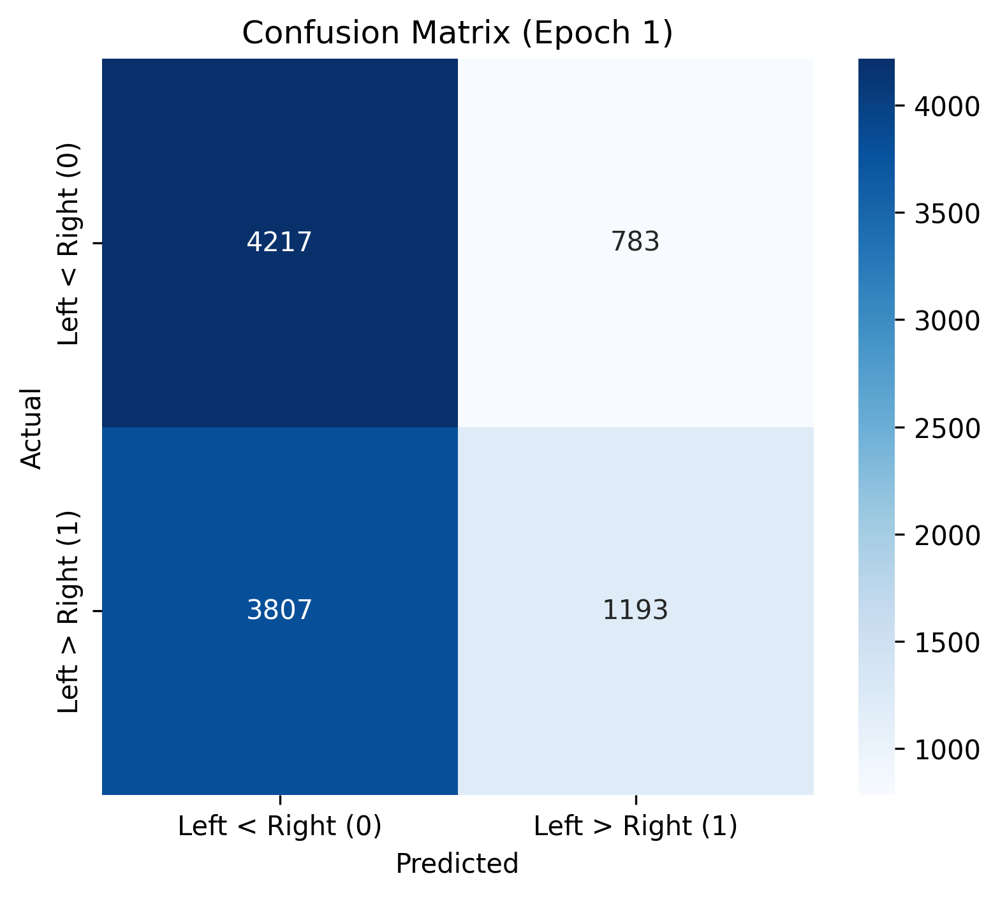 Confusion Matrix (Epoch 1)
Actual
Left < Right (0)
Left > Right (1)
4217
783
3807
1193
Left < Right (0)
Left > Right (1)
Predicted
4000
3500
3000
2500
2000
1500
1000